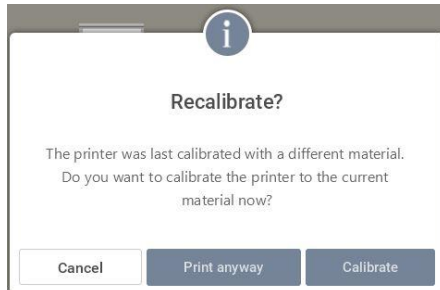 i
Recalibrate?
The printer was last calibrated with a different material.
Do you want to calibrate the printer to the current
material now?
Cancel Print anyway Calibrate